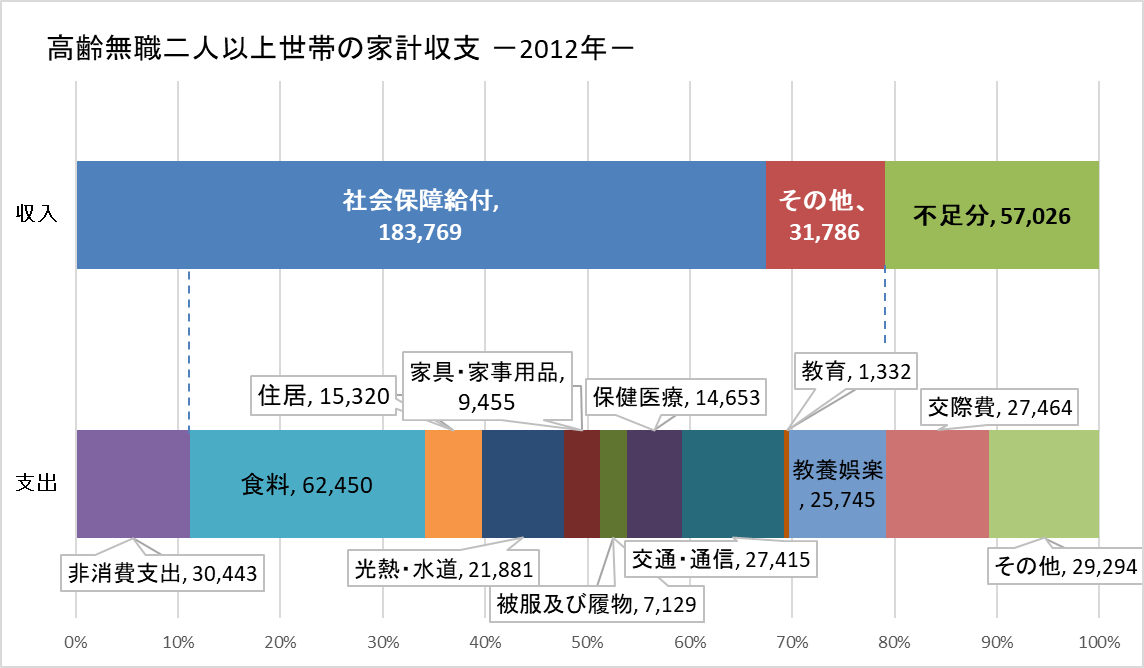 高齢無職二人以上世帯の家計収支 －2012年－
収入
社会保障給付,
183,769
その他、
31,786
不足分, 57,026
住居, 15,320
家具・家事用品,
9,455
保健医療, 14,653
教育, 1,332
交際費, 27,464
支出
食料, 62,450
教養娯楽
, 25,745
非消費支出, 30,443
光熱・水道, 21,881
被服及び履物, 7,129
交通・通信, 27,415
その他, 29,294
0%
10%
20%
30%
40%
50%
60%
70%
80%
90%
100%